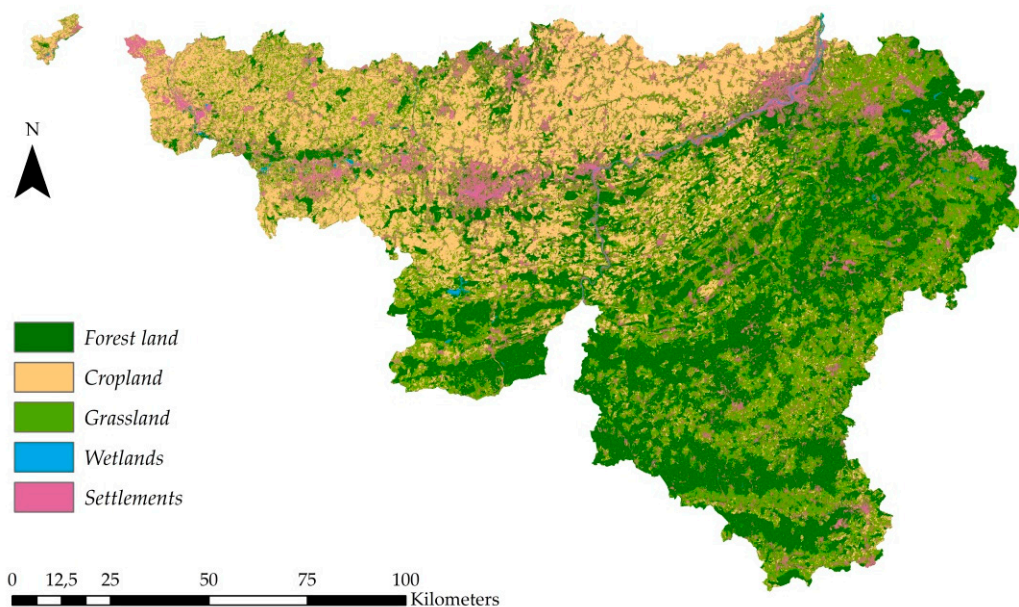 N
Forest land
Cropland
Grassland
Wetlands
Settlements
0 12,5 25 50 75 100
Kilometers